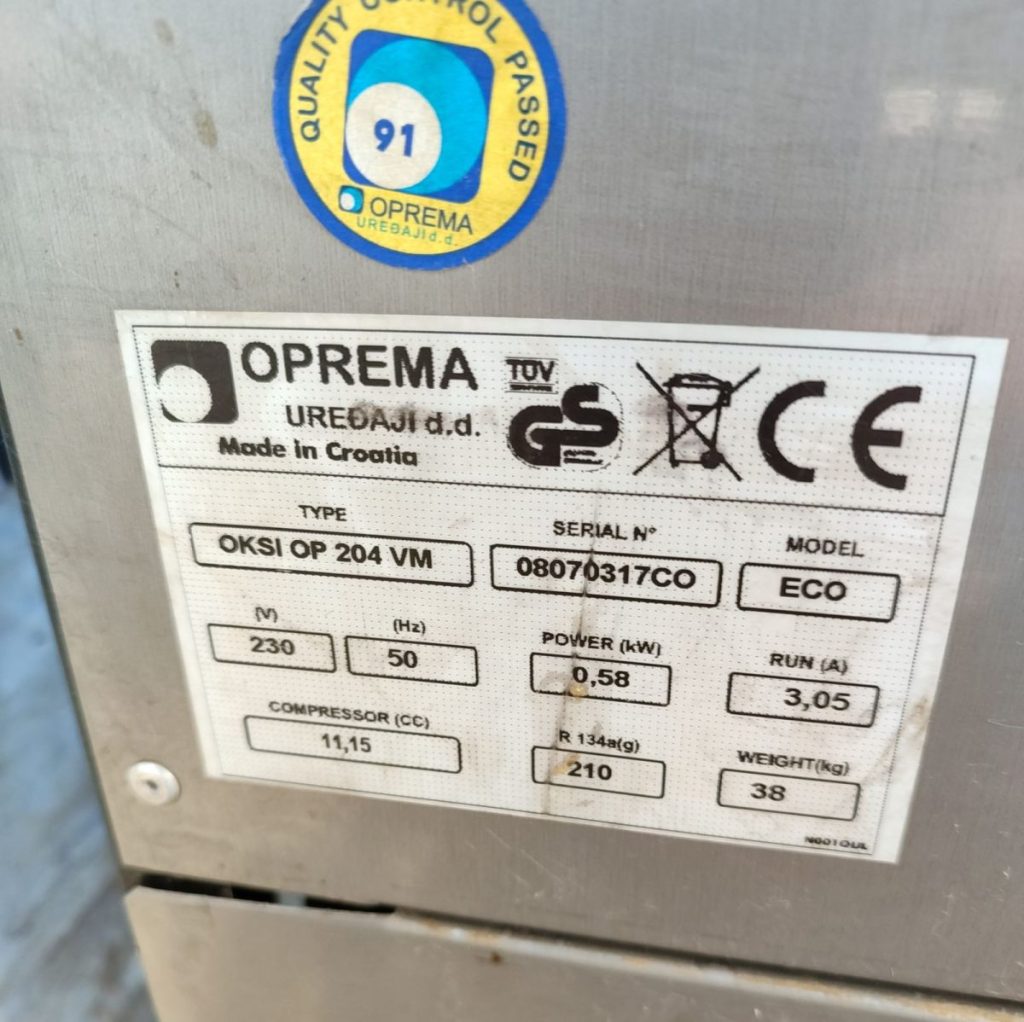 QUALITY CONTROL PASSED
91
OPREMA
UREĐAJI d.d.
OPREMA
UREĐAJI d.d.
Made in Croatia
TÜV
GS
CE
TYPE
OKSI OP 204 VM
SERIAL N°
08070317CO
MODEL
ECO
(V)
230
(Hz)
50
POWER (kW)
0,58
RUN (A)
3,05
COMPRESSOR (CC)
11,15
R 134a(g)
210
WEIGHT(kg)
38